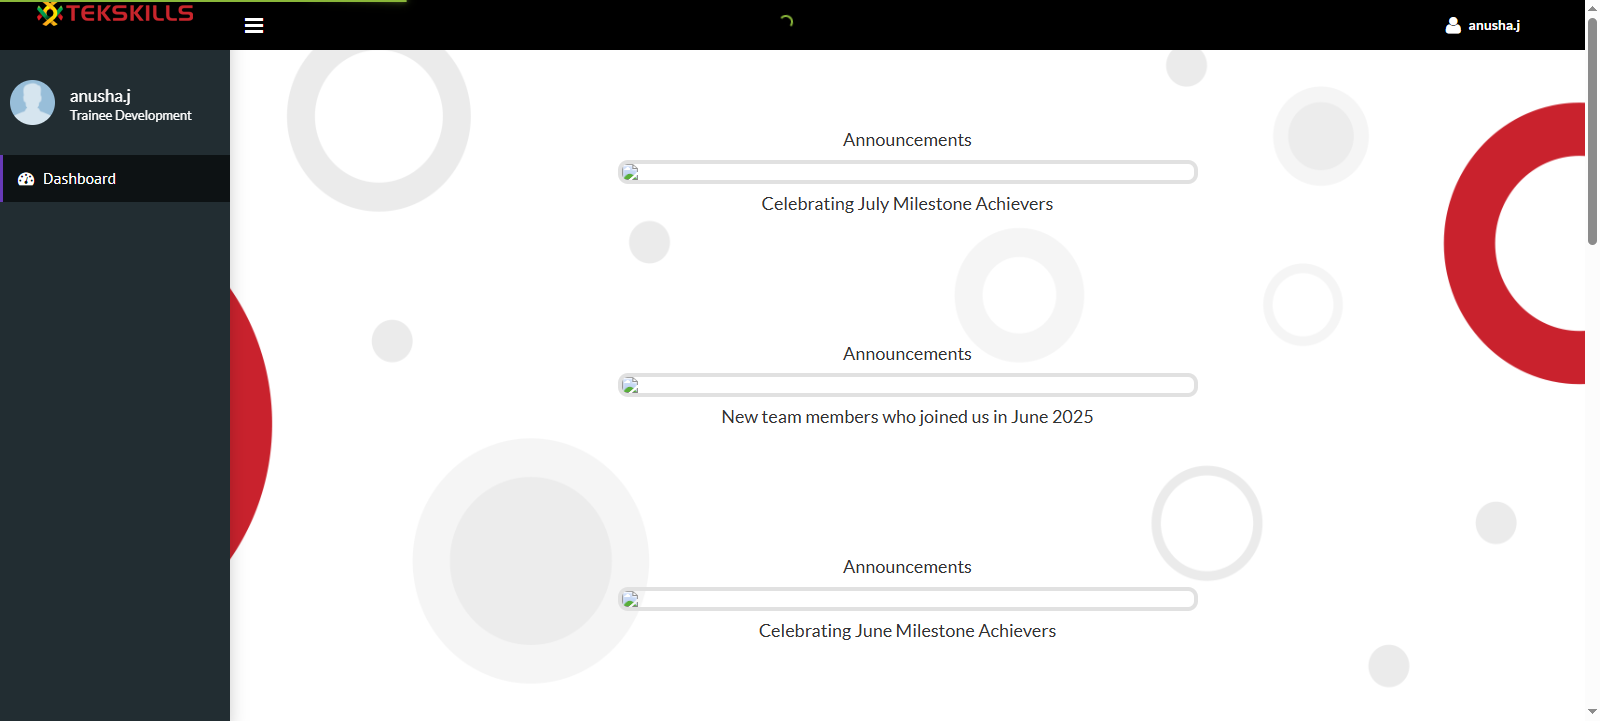 TEKSKILLS
anusha.j
anusha.j
Trainee Development
Dashboard
Announcements
Celebrating July Milestone Achievers
Announcements
New team members who joined us in June 2025
Announcements
Celebrating June Milestone Achievers